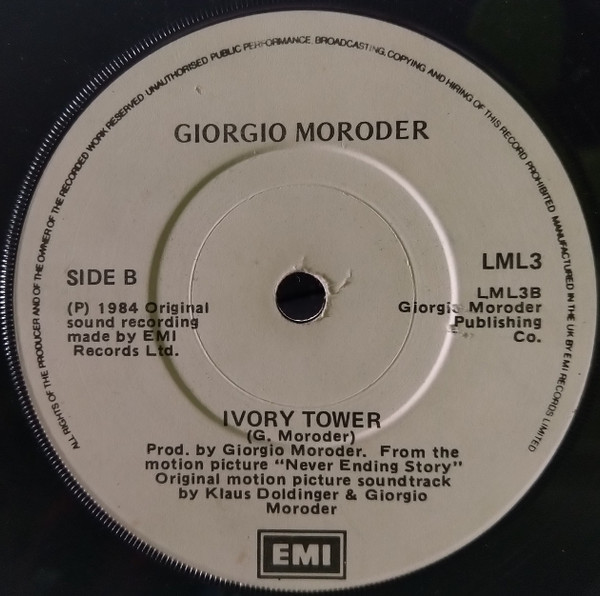 ALL RIGHTS OF THE PRODUCER AND OF THE OWNER OF THE RECORDED WORK RESERVED UNAUTHORISED PUBLIC PERFORMANCE BROADCASTING, COPYING AND HIRING OF THIS RECORD PROHIBITED MANUFACTURED IN THE UK BY EMI RECORDS LIMITED
GIORGIO MORODER
SIDE B
(P) 1984 Original
sound recording
made by EMI
Records Ltd.
LML3
LML3B
Giorgio Moroder
Publishing
Co.
IVORY TOWER
(G. Moroder)
Prod. by Giorgio Moroder. From the
motion picture "Never Ending Story"
Original motion picture soundtrack
by Klaus Doldinger & Giorgio
Moroder
EMI